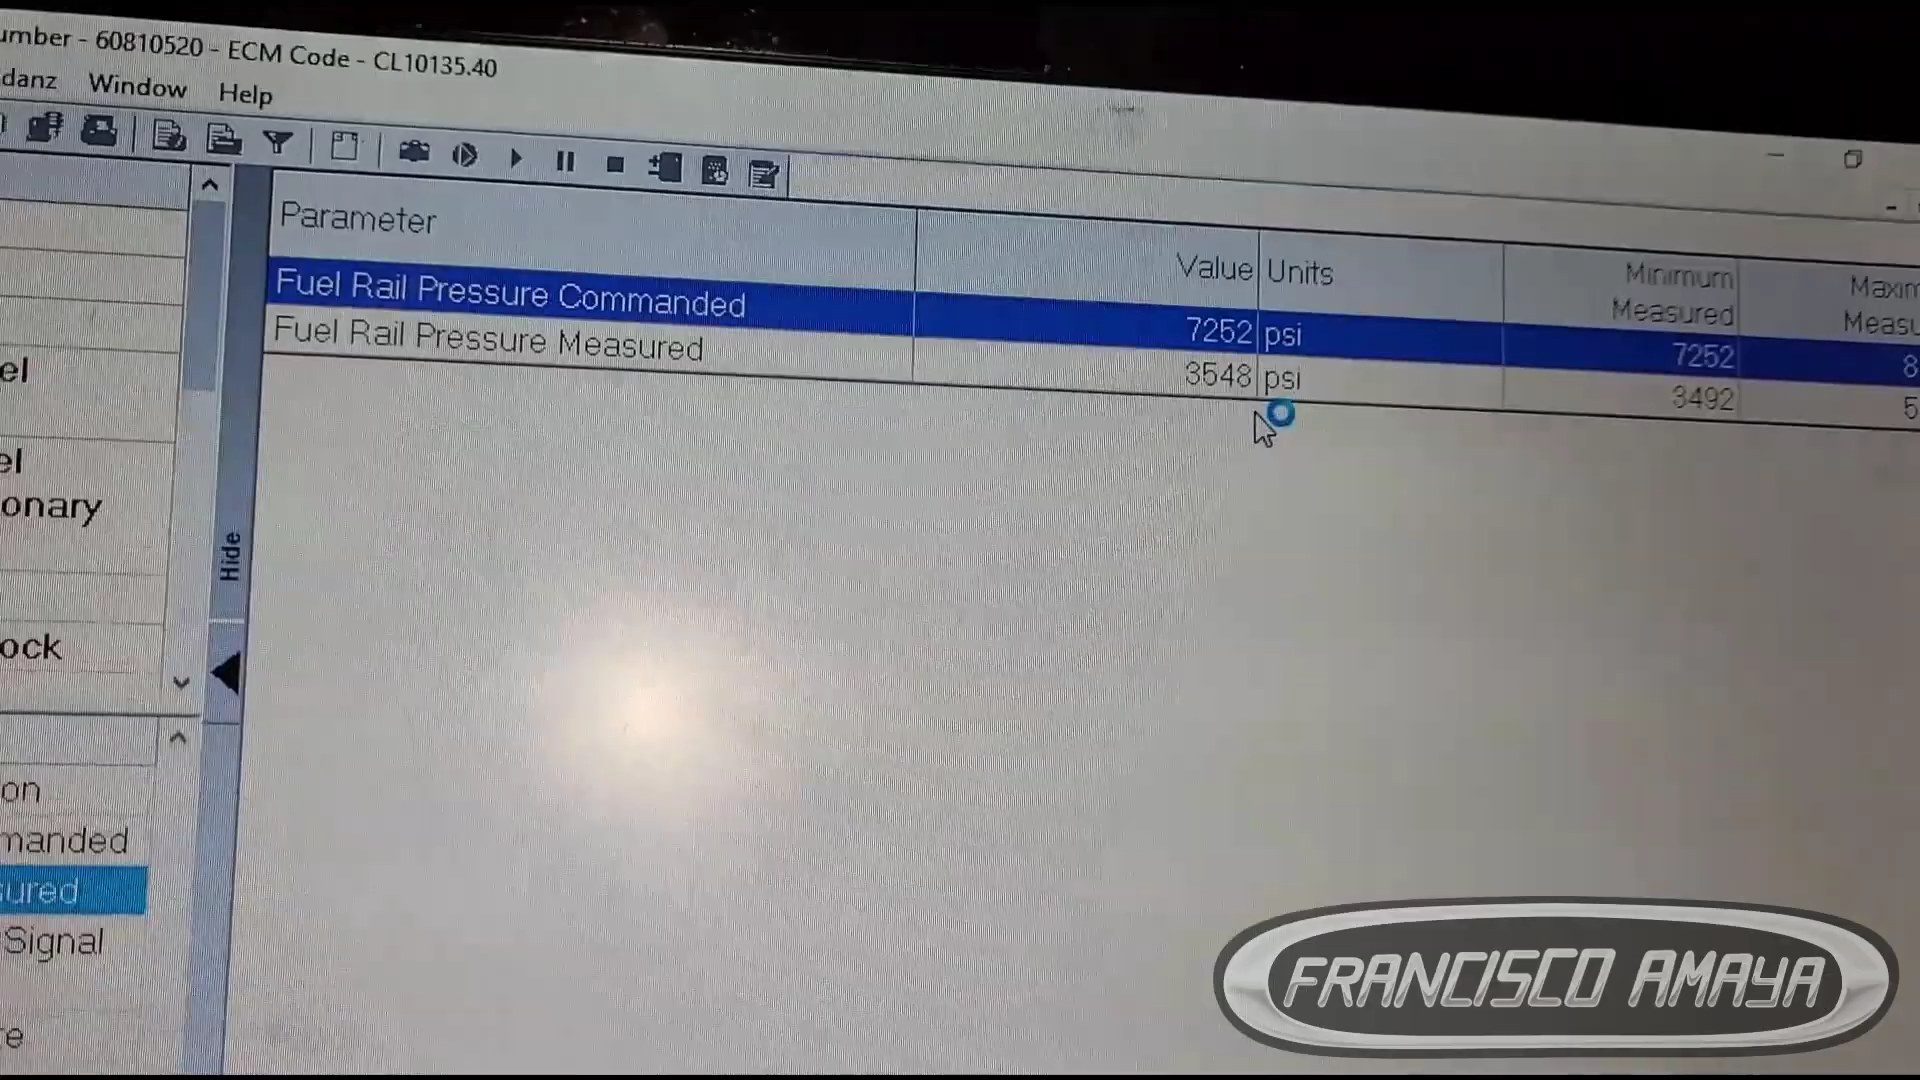 umber - 60810520 - ECM Code - CL10135.40
danz Window Help
Parameter Value Units Minimum Measured
Fuel Rail Pressure Commanded 7252 psi 7252 8
Fuel Rail Pressure Measured 3548 psi 3492 5
el
el
onary
Hide
ock
on
manded
sured
Signal
FRANCISCO AMAYA